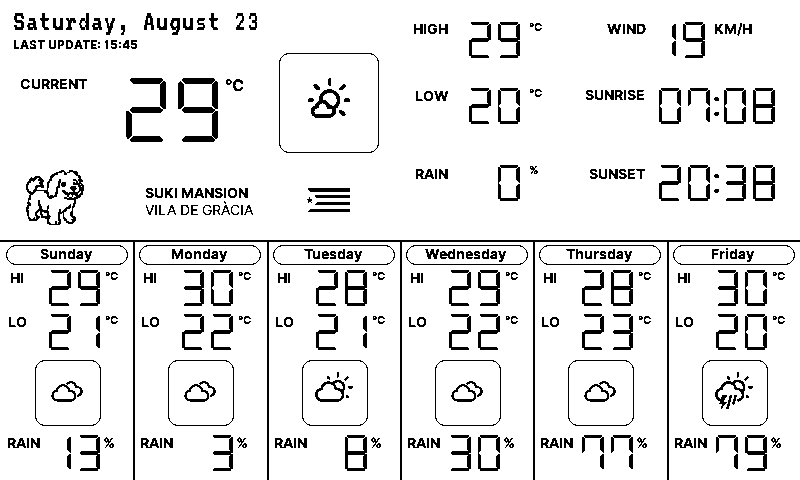 Saturday, August 23
LAST UPDATE: 15:45
CURRENT 29 °C
SUKI MANSION
VILA DE GRÀCIA
HIGH 29 °C
LOW 20 °C
RAIN 0 %
WIND 19 KM/H
SUNRISE 07:08
SUNSET 20:38
Sunday
HI 29 °C
LO 21 °C
RAIN 13 %
Monday
HI 30 °C
LO 22 °C
RAIN 3 %
Tuesday
HI 28 °C
LO 21 °C
RAIN 8 %
Wednesday
HI 29 °C
LO 22 °C
RAIN 30 %
Thursday
HI 28 °C
LO 23 °C
RAIN 77 %
Friday
HI 30 °C
LO 20 °C
RAIN 79 %